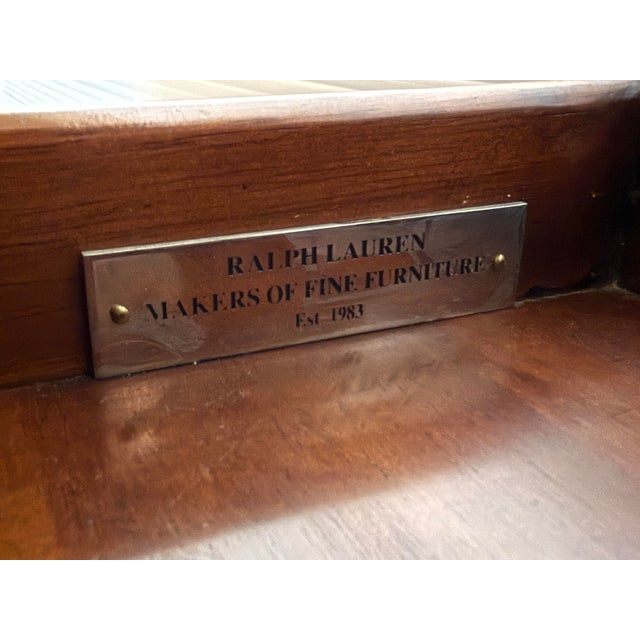 RALPH LAUREN
MAKERS OF FINE FURNITURE
Est. 1983